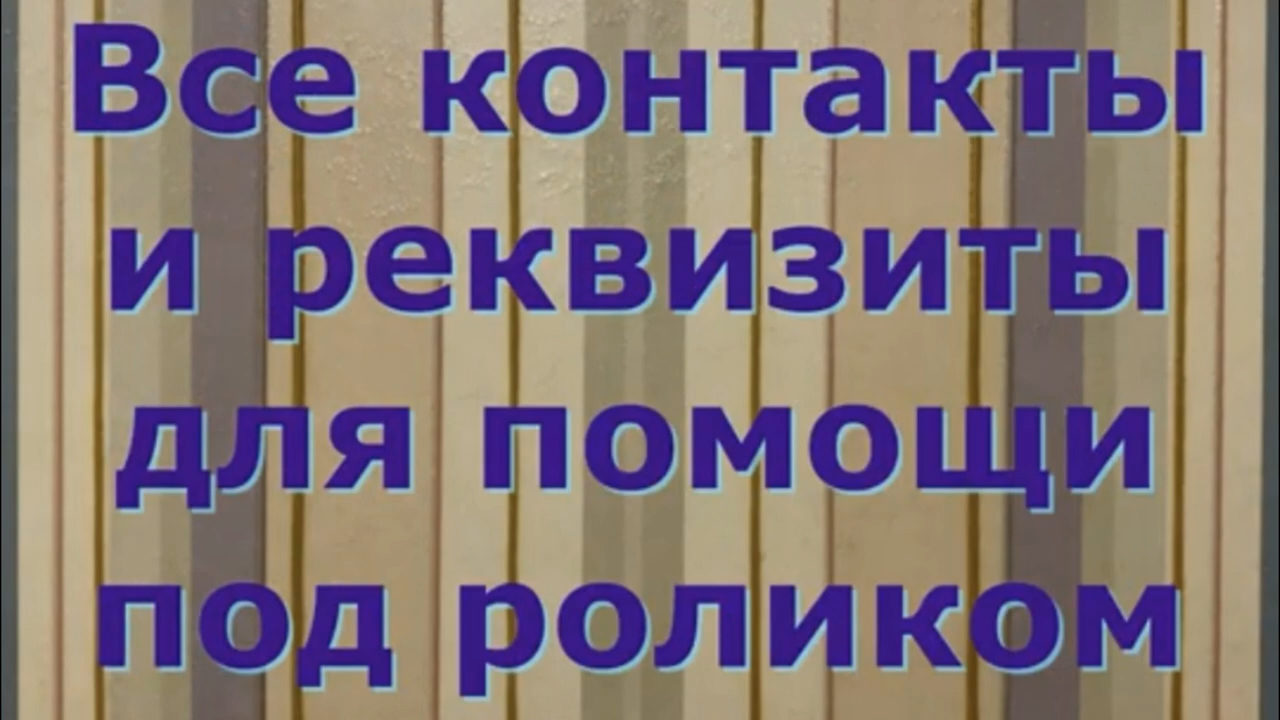 Все контакты
и реквизиты
для помощи
под роликом